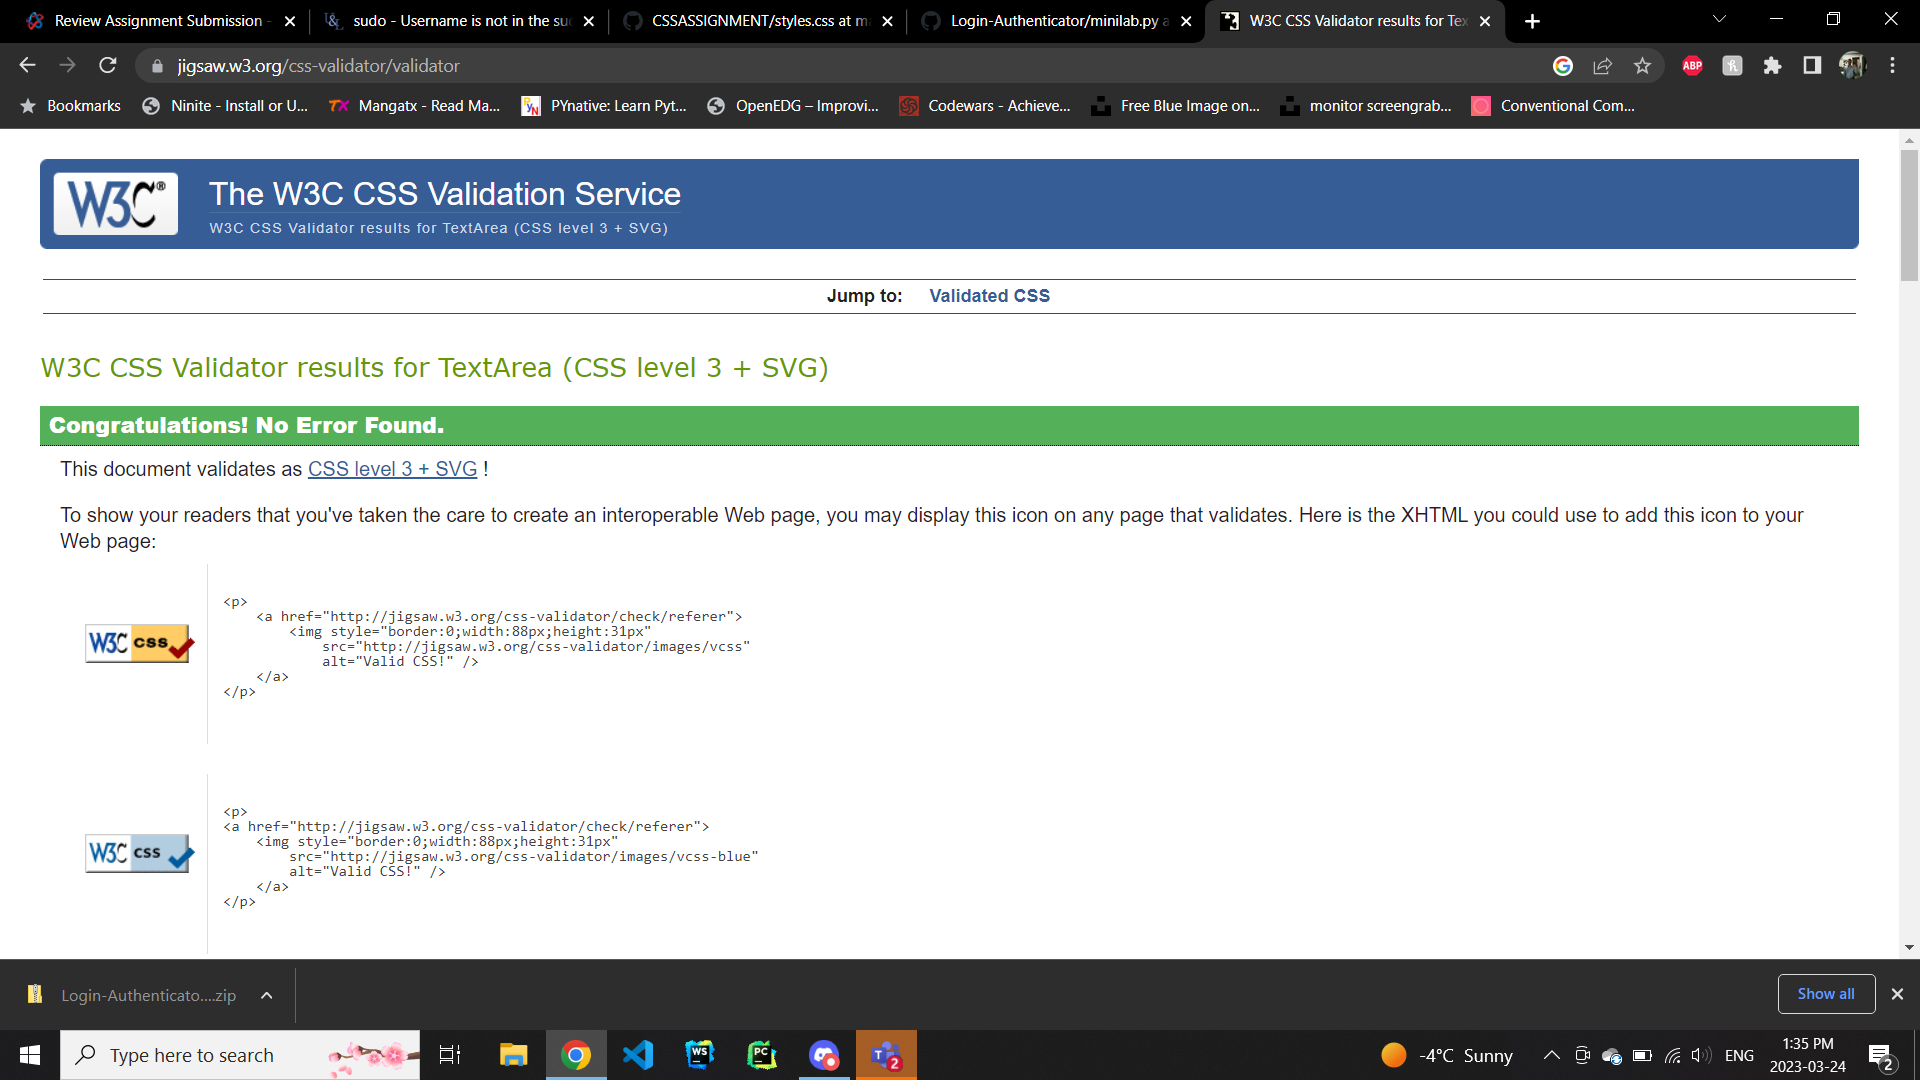 Review Assignment Submission -
sudo - Username is not in the su
CSSASSIGNMENT/styles.css at m
Login-Authenticator/minilab.py a
W3C CSS Validator results for Tex
jigsaw.w3.org/css-validator/validator
ABP
Bookmarks
Ninite - Install or U...
TX
Mangatx - Read Ma...
PYnative: Learn Pyt...
OpenEDG – Improvi...
Codewars - Achieve...
Free Blue Image on...
monitor screengrab...
Conventional Com...
W3C®
The W3C CSS Validation Service
W3C CSS Validator results for TextArea (CSS level 3 + SVG)
Jump to: Validated CSS
W3C CSS Validator results for TextArea (CSS level 3 + SVG)
Congratulations! No Error Found.
This document validates as CSS level 3 + SVG !
To show your readers that you've taken the care to create an interoperable Web page, you may display this icon on any page that validates. Here is the XHTML you could use to add this icon to your
Web page:
W3C css
<p>
<a href="http://jigsaw.w3.org/css-validator/check/referer">
<img style="border:0;width:88px;height:31px"
src="http://jigsaw.w3.org/css-validator/images/vcss"
alt="Valid CSS!" />
</a>
</p>
W3C css
<p>
<a href="http://jigsaw.w3.org/css-validator/check/referer">
<img style="border:0;width:88px;height:31px"
src="http://jigsaw.w3.org/css-validator/images/vcss-blue"
alt="Valid CSS!" />
</a>
</p>
Login-Authenticato....zip
Show all
Type here to search
WS
PC
T
2
-4°C Sunny
ENG
1:35 PM
2023-03-24
2